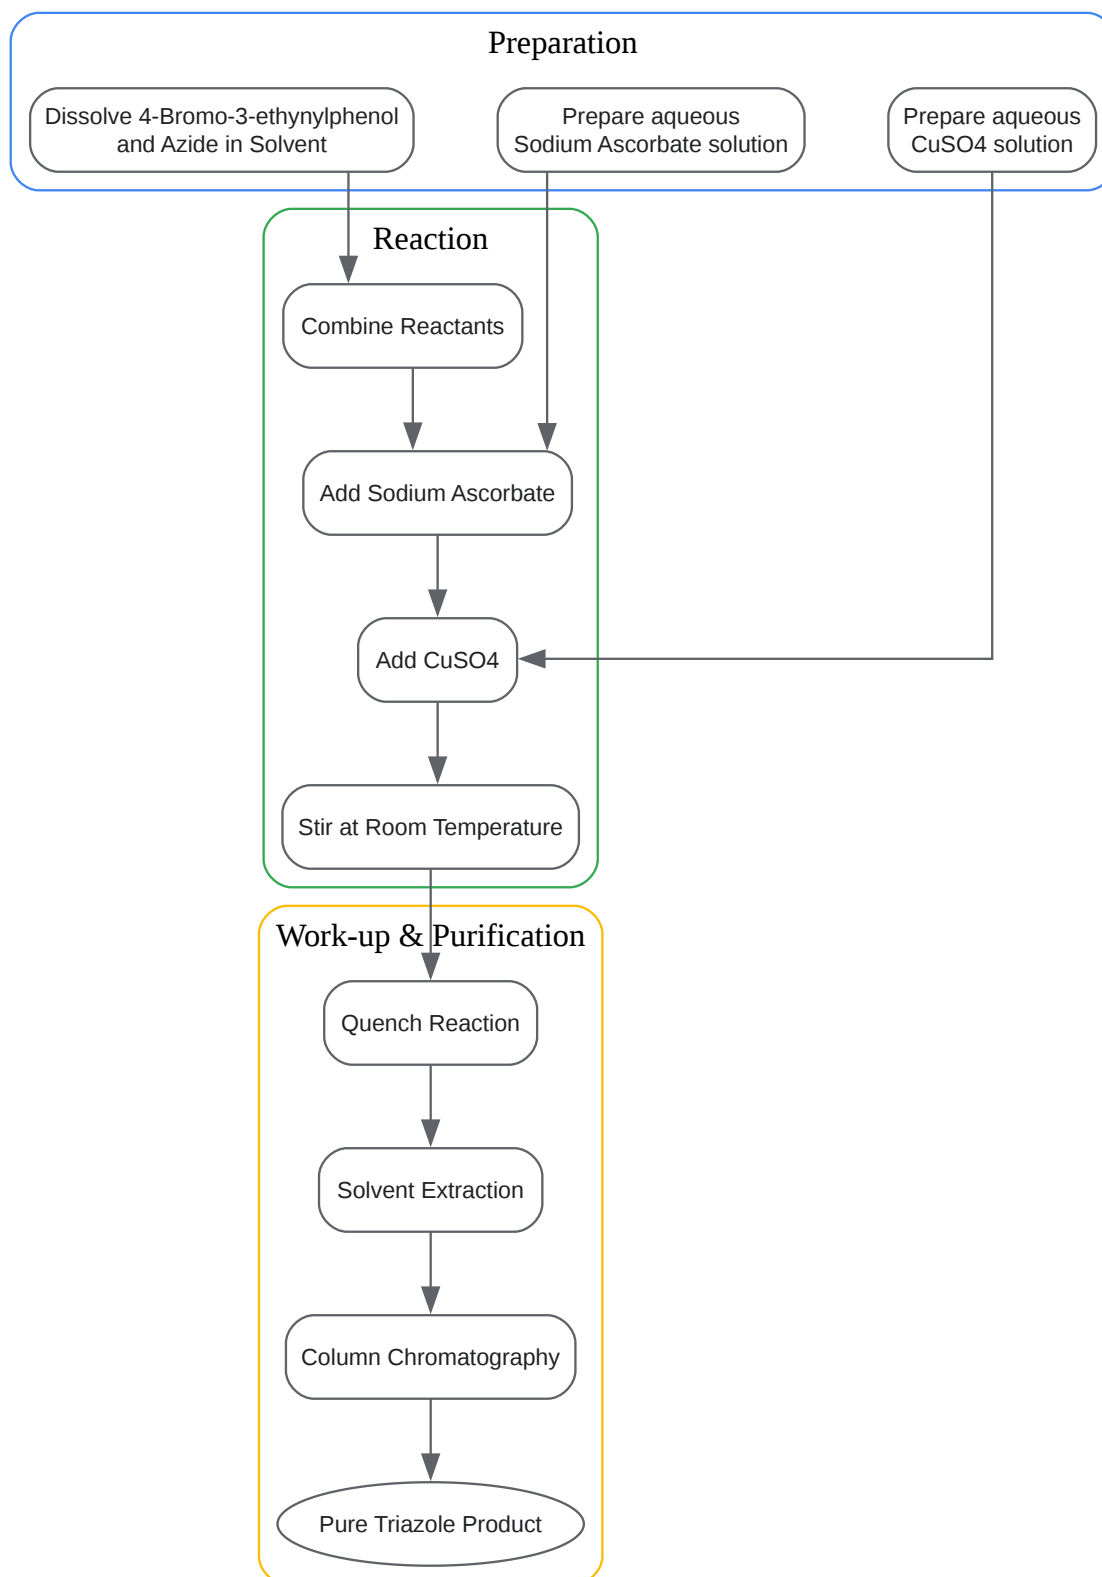 Preparation
Dissolve 4-Bromo-3-ethynylphenol
and Azide in Solvent
Prepare aqueous
Sodium Ascorbate solution
Prepare aqueous
CuSO4 solution
Reaction
Combine Reactants
Add Sodium Ascorbate
Add CuSO4
Stir at Room Temperature
Work-up & Purification
Quench Reaction
Solvent Extraction
Column Chromatography
Pure Triazole Product